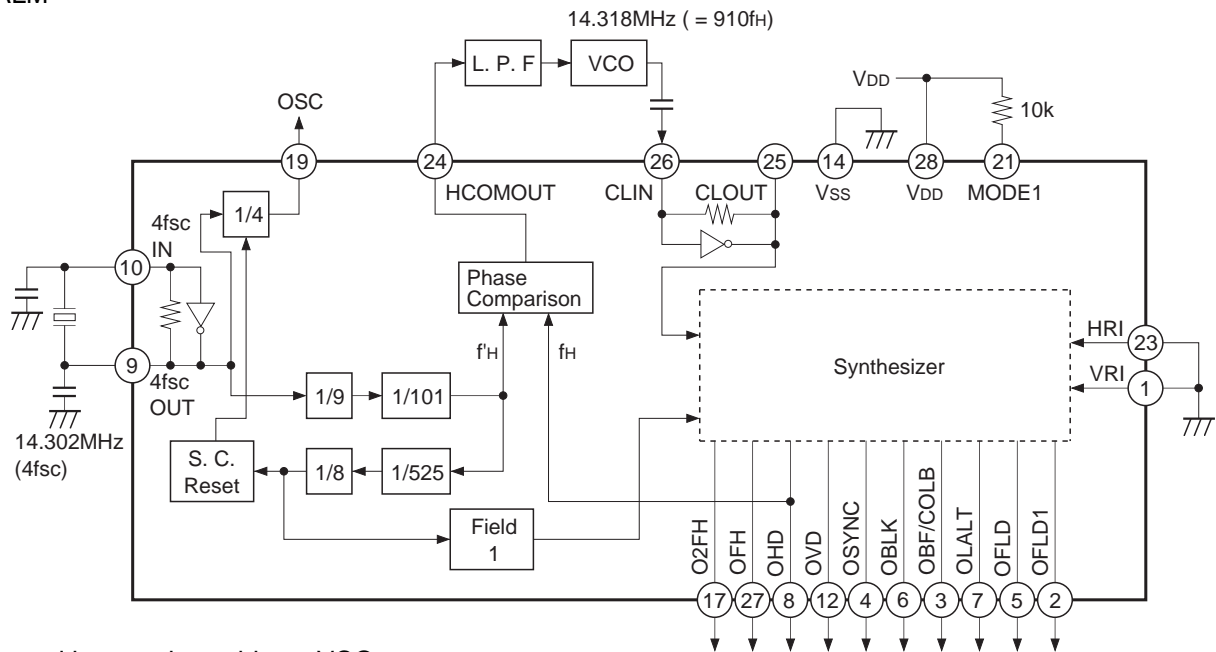 14.318MHz ( = 910fH)
L. P. F
VCO
VDD
10k
OSC
19
24
26
25
14
28
21
HCOMOUT
CLIN
CLOUT
VSS
VDD
MODE1
1/4
4fsc
IN
10
Phase
Comparison
HRI
23
Synthesizer
VRI
1
f'H
fH
9
4fsc
OUT
1/9
1/101
14.302MHz
(4fsc)
S. C.
Reset
1/8
1/525
Field
1
O2FH
OFH
OHD
OVD
OSYNC
OBLK
OBF/COLB
OLALT
OFLD
OFLD1
17
27
8
12
4
6
3
7
5
2